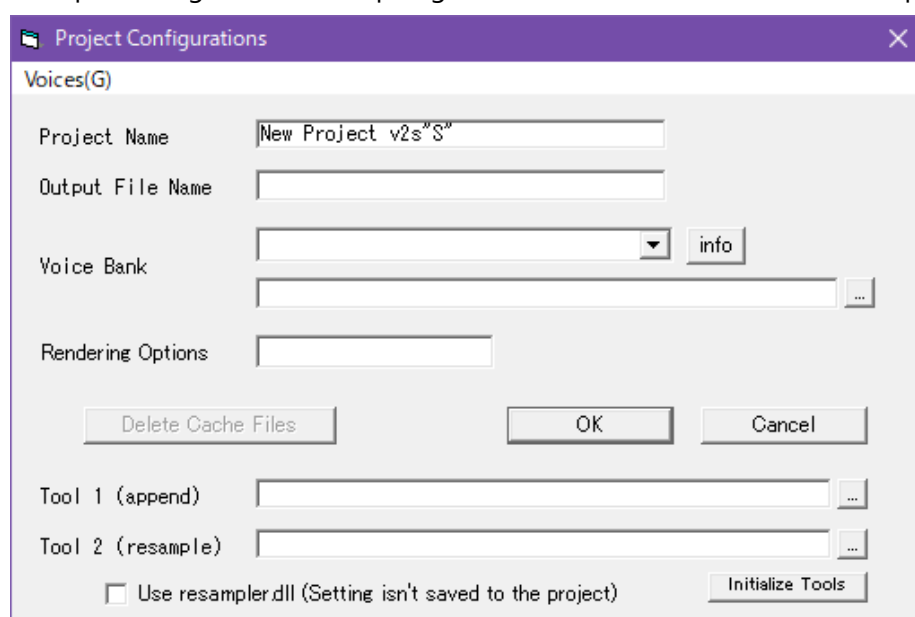 Project Configurations
Voices(G)
Project Name New Project v2s"S"
Output File Name
Voice Bank info
...
Rendering Options
Delete Cache Files OK Cancel
Tool 1 (append) ...
Tool 2 (resample) ...
Use resampler.dll (Setting isn't saved to the project) Initialize Tools